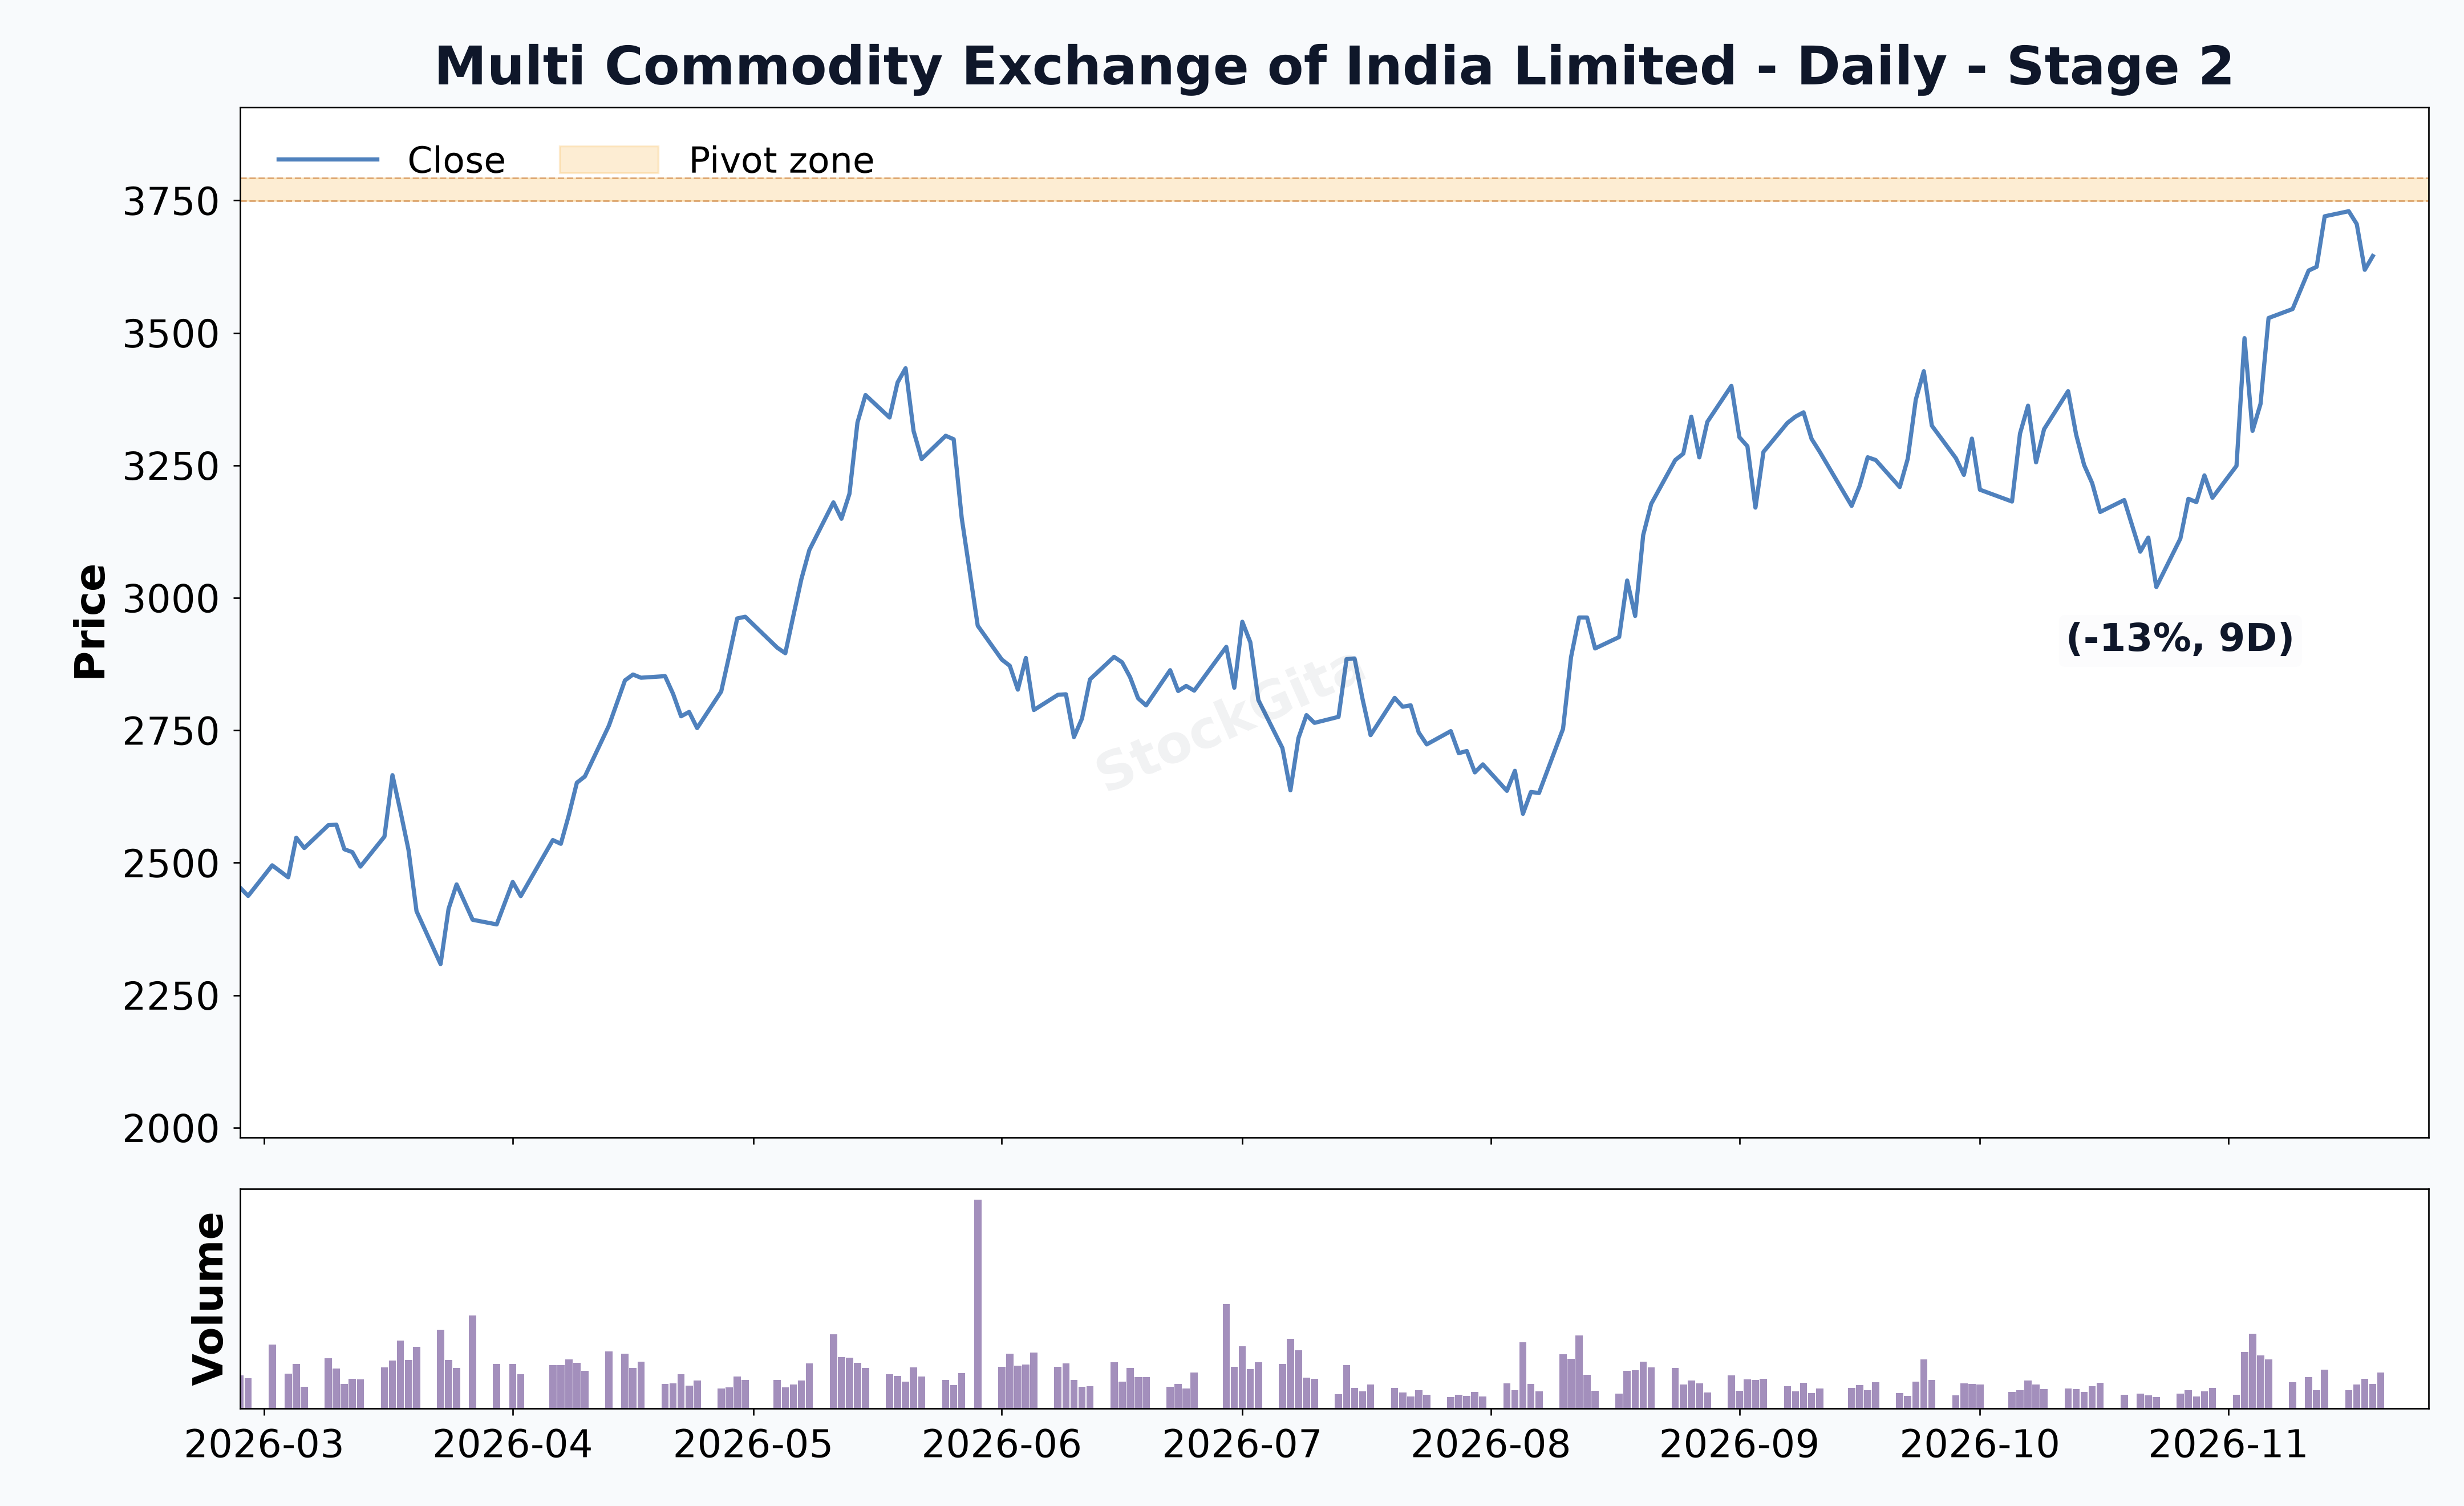 Multi Commodity Exchange of India Limited - Daily - Stage 2
Close
Pivot zone
3750
3500
3250
3000
2750
2500
2250
2000
Price
(-13%, 9D)
StockGita
Volume
2026-03
2026-04
2026-05
2026-06
2026-07
2026-08
2026-09
2026-10
2026-11